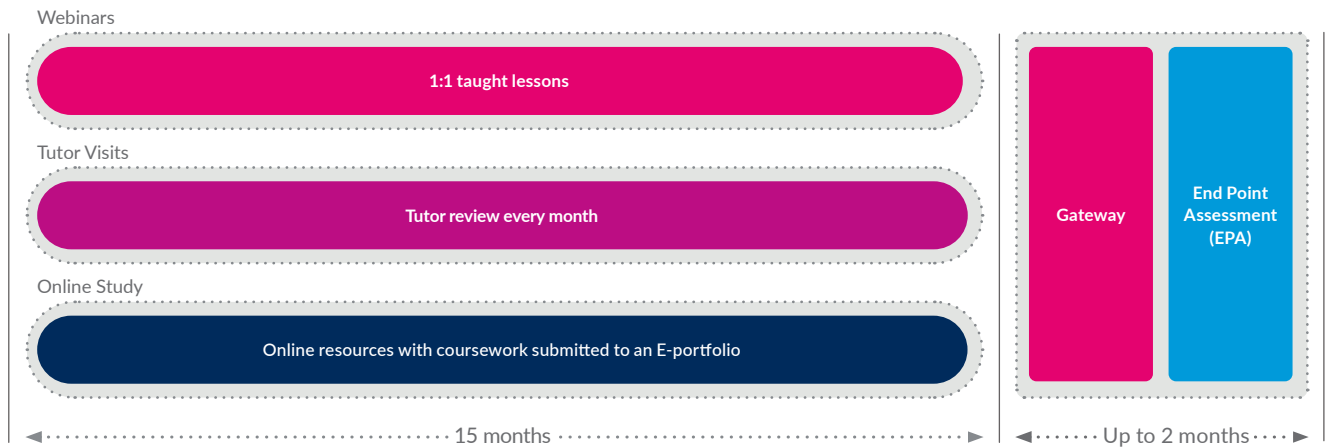 Webinars
1:1 taught lessons
Tutor Visits
Tutor review every month
Online Study
Online resources with coursework submitted to an E-portfolio
15 months
Gateway
End Point
Assessment
(EPA)
Up to 2 months